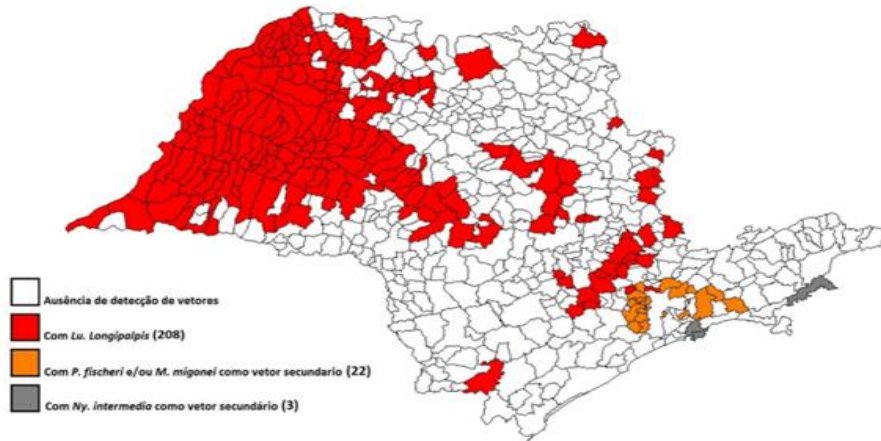 Ausência de detecção de vetores
Com Lu. Longipalpis (208)
Com P. fischeri e/ou M. migonei como vetor secundario (22)
Com Ny. intermedia como vetor secundário (3)